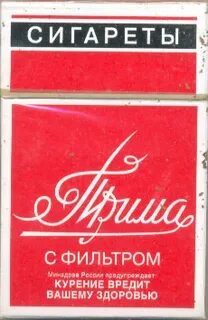 СИГАРЕТЫ
Прима
С ФИЛЬТРОМ
Минздрав России предупреждает:
КУРЕНИЕ ВРЕДИТ
ВАШЕМУ ЗДОРОВЬЮ